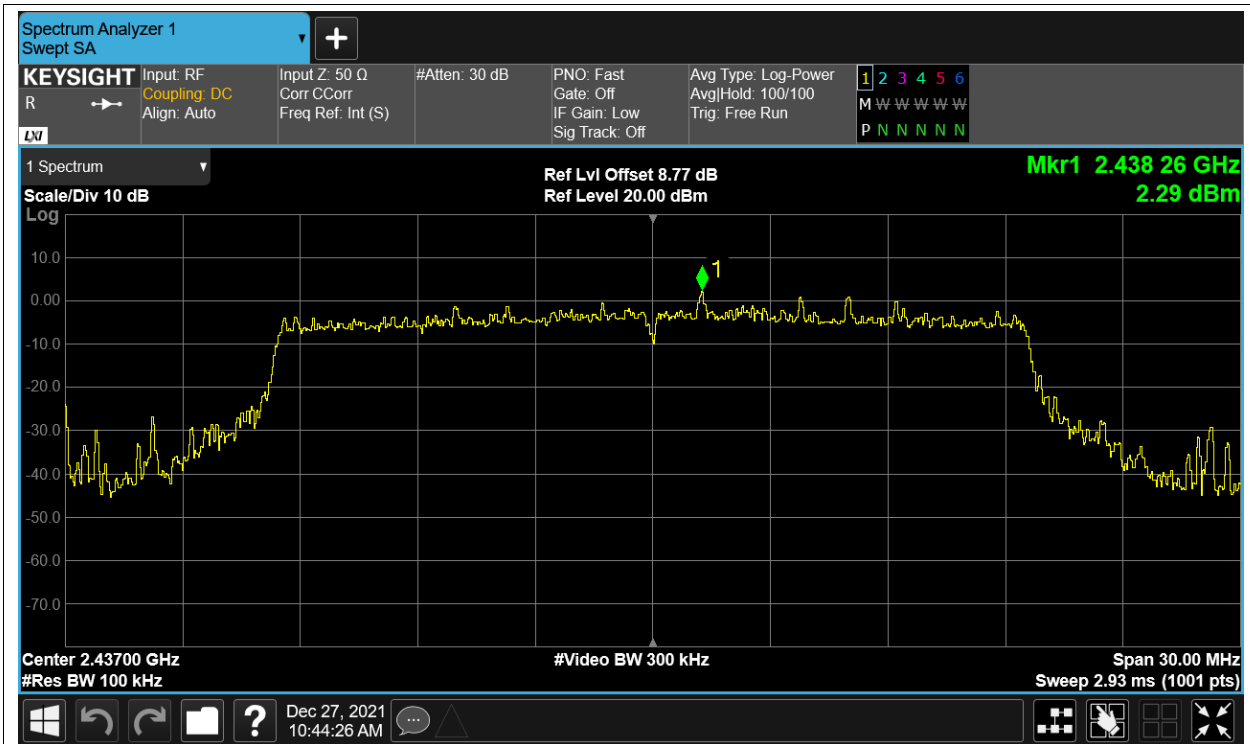 Spectrum Analyzer 1
Swept SA
KEYSIGHT
R
LXI
Input: RF
Coupling: DC
Align: Auto
Input Z: 50 Ω
Corr CCorr
Freq Ref: Int (S)
#Atten: 30 dB
PNO: Fast
Gate: Off
IF Gain: Low
Sig Track: Off
Avg Type: Log-Power
Avg|Hold: 100/100
Trig: Free Run
1 2 3 4 5 6
M W W W W W W
P N N N N N N
1 Spectrum
Scale/Div 10 dB
Log
Ref Lvl Offset 8.77 dB
Ref Level 20.00 dBm
Mkr1 2.438 26 GHz
2.29 dBm
1
10.0
0.00
-10.0
-20.0
-30.0
-40.0
-50.0
-60.0
-70.0
Center 2.43700 GHz
#Res BW 100 kHz
#Video BW 300 kHz
Span 30.00 MHz
Sweep 2.93 ms (1001 pts)
?
Dec 27, 2021
10:44:26 AM